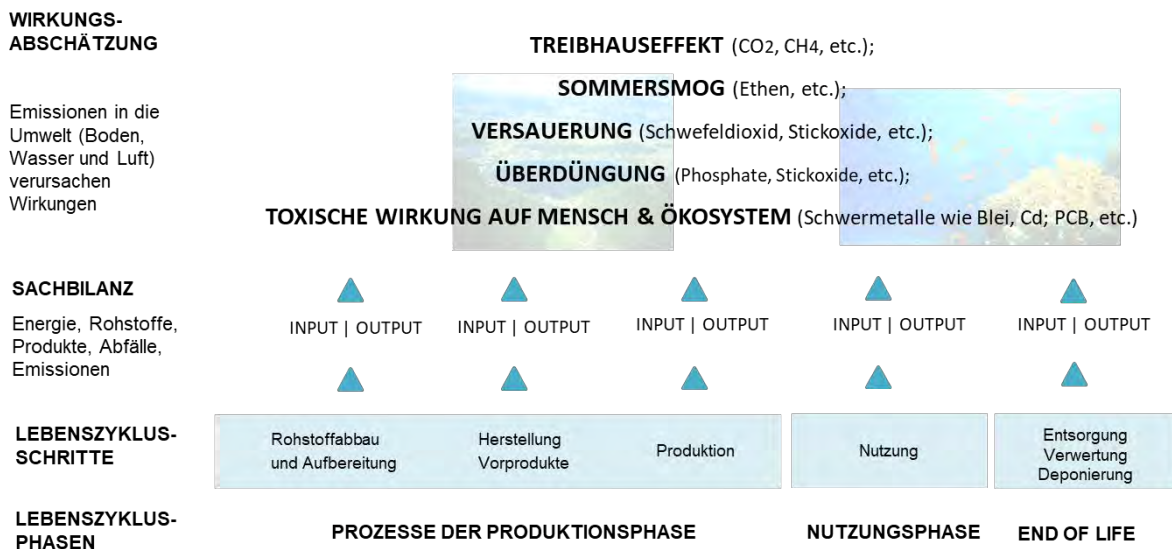 WIRKUNGS-
ABSCHÄTZUNG
TREIBHAUSEFFEKT (CO2, CH4, etc.);
SOMMERSMOG (Ethen, etc.);
Emissionen in die
Umwelt (Boden,
Wasser und Luft)
verursachen
Wirkungen
VERSAUERUNG (Schwefeldioxid, Stickoxide, etc.);
ÜBERDÜNGUNG (Phosphate, Stickoxide, etc.);
TOXISCHE WIRKUNG AUF MENSCH & ÖKOSYSTEM (Schwermetalle wie Blei, Cd; PCB, etc.)
SACHBILANZ
Energie, Rohstoffe,
Produkte, Abfälle,
Emissionen
INPUT | OUTPUT
INPUT | OUTPUT
INPUT | OUTPUT
INPUT | OUTPUT
INPUT | OUTPUT
LEBENSZYKLUS-
SCHRITTE
Rohstoffabbau
und Aufbereitung
Herstellung
Vorprodukte
Produktion
Nutzung
Entsorgung
Verwertung
Deponierung
LEBENSZYKLUS-
PHASEN
PROZESSE DER PRODUKTIONSPHASE
NUTZUNGSPHASE
END OF LIFE